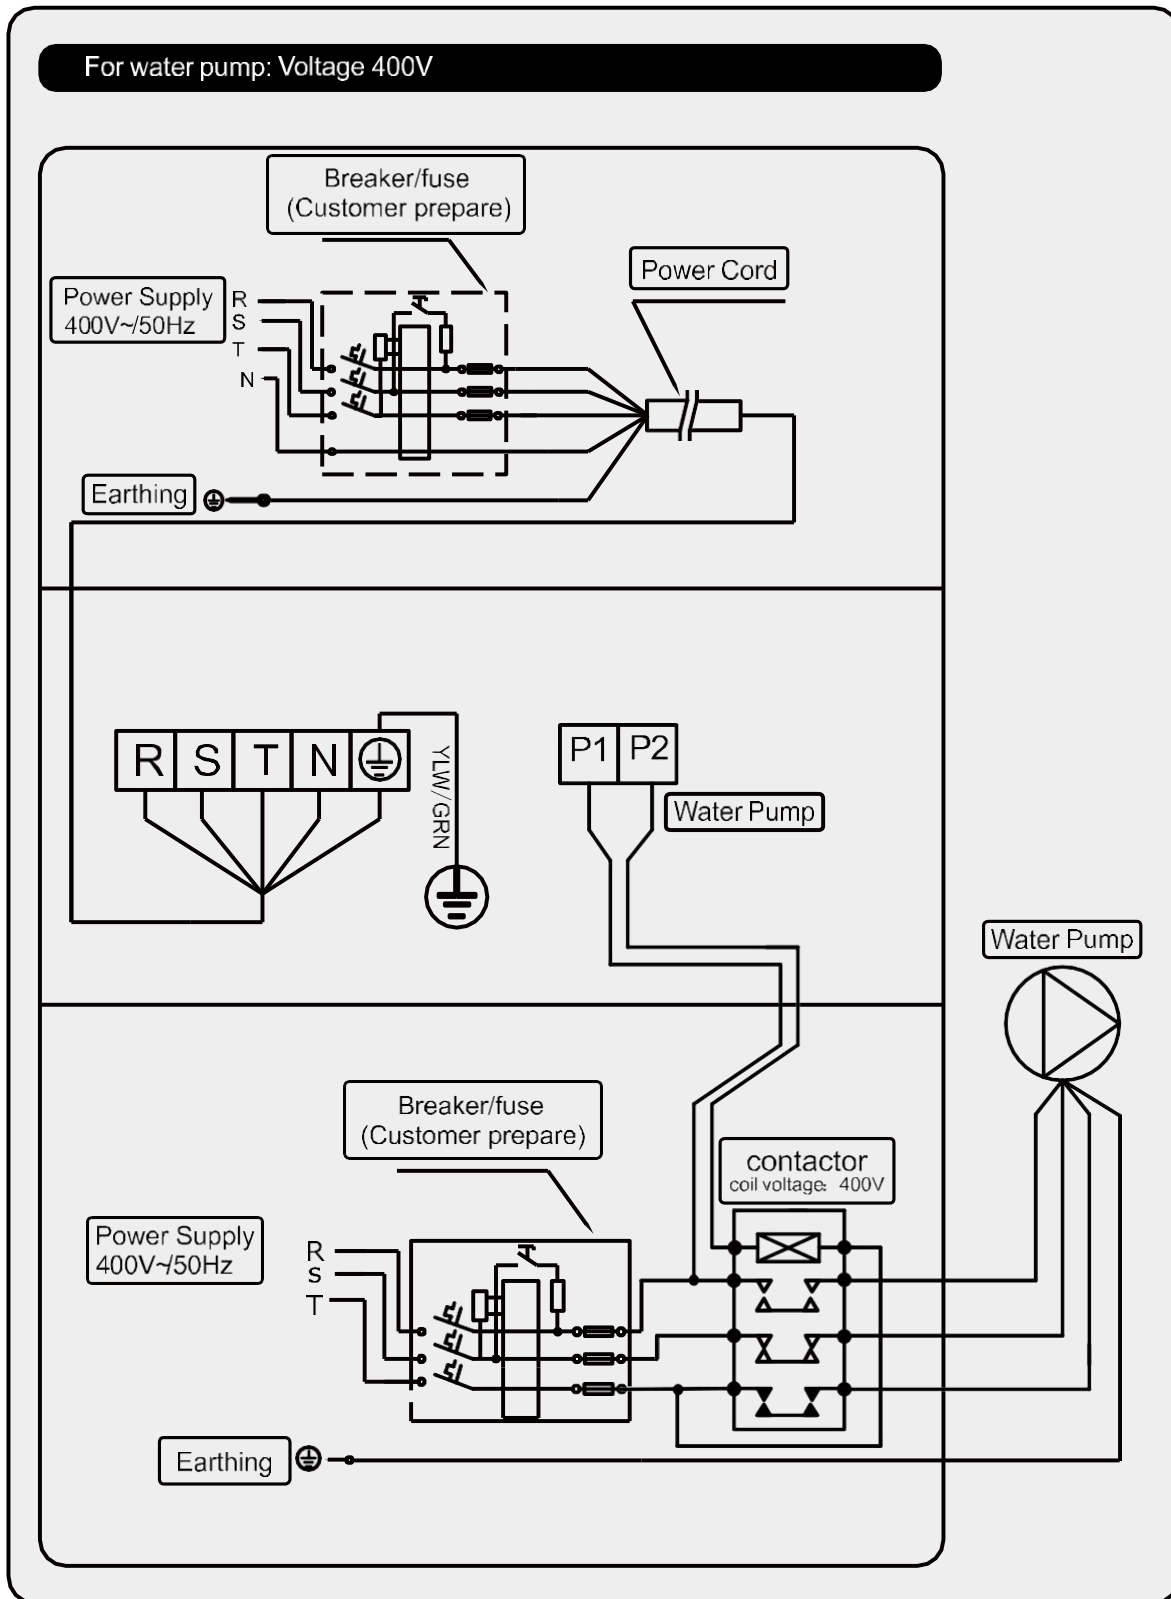 For water pump: Voltage 400V
Breaker/fuse
(Customer prepare)
Power Cord
Power Supply
400V~/50Hz
R
S
T
N
Earthing
R S T N
YLW/GRN
P1 P2
Water Pump
Water Pump
Breaker/fuse
(Customer prepare)
contactor
coil voltage: 400V
Power Supply
400V~/50Hz
R
S
T
Earthing